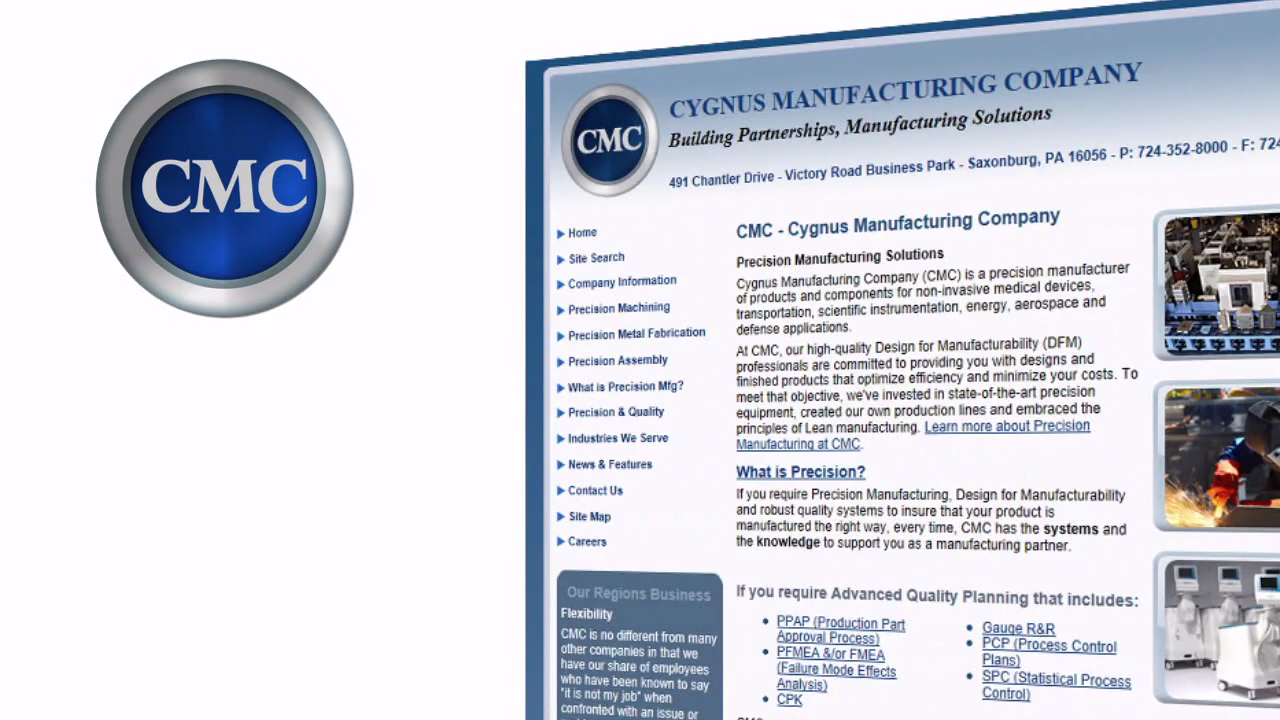 CMC
CMC
CYGNUS MANUFACTURING COMPANY
Building Partnerships, Manufacturing Solutions
491 Chantler Drive - Victory Road Business Park - Saxonburg, PA 16056 - P: 724-352-8000 - F: 724
Home
Site Search
Company Information
Precision Machining
Precision Metal Fabrication
Precision Assembly
What is Precision Mfg?
Precision & Quality
Industries We Serve
News & Features
Contact Us
Site Map
Careers
Our Regions Business
Flexibility
CMC is no different from many
other companies in that we
have our share of employees
who have been known to say
"it is not my job" when
confronted with an issue or
CMC - Cygnus Manufacturing Company
Precision Manufacturing Solutions
Cygnus Manufacturing Company (CMC) is a precision manufacturer
of products and components for non-invasive medical devices,
transportation, scientific instrumentation, energy, aerospace and
defense applications.
At CMC, our high-quality Design for Manufacturability (DFM)
professionals are committed to providing you with designs and
finished products that optimize efficiency and minimize your costs. To
meet that objective, we've invested in state-of-the-art precision
equipment, created our own production lines and embraced the
principles of Lean manufacturing. Learn more about Precision
Manufacturing at CMC.
What is Precision?
If you require Precision Manufacturing, Design for Manufacturability
and robust quality systems to insure that your product is
manufactured the right way, every time, CMC has the systems and
the knowledge to support you as a manufacturing partner.
If you require Advanced Quality Planning that includes:
PPAP (Production Part
Approval Process)
PFMEA &/or FMEA
(Failure Mode Effects
Analysis)
CPK
Gauge R&R
PCP (Process Control
Plans)
SPC (Statistical Process
Control)